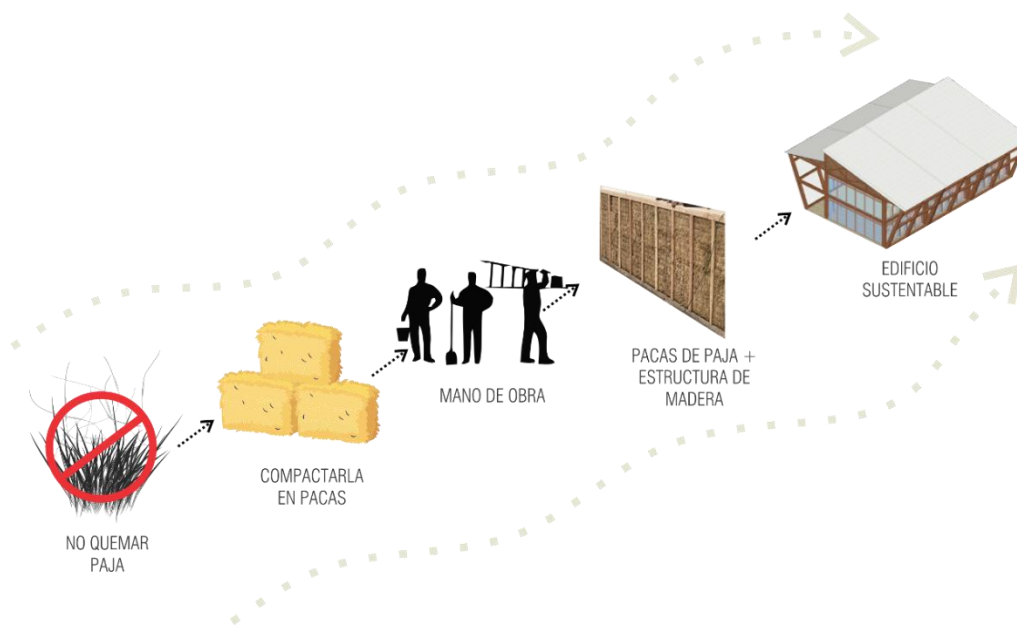 NO QUEMAR
PAJA
COMPACTARLA
EN PACAS
MANO DE OBRA
PACAS DE PAJA +
ESTRUCTURA DE
MADERA
EDIFICIO
SUSTENTABLE